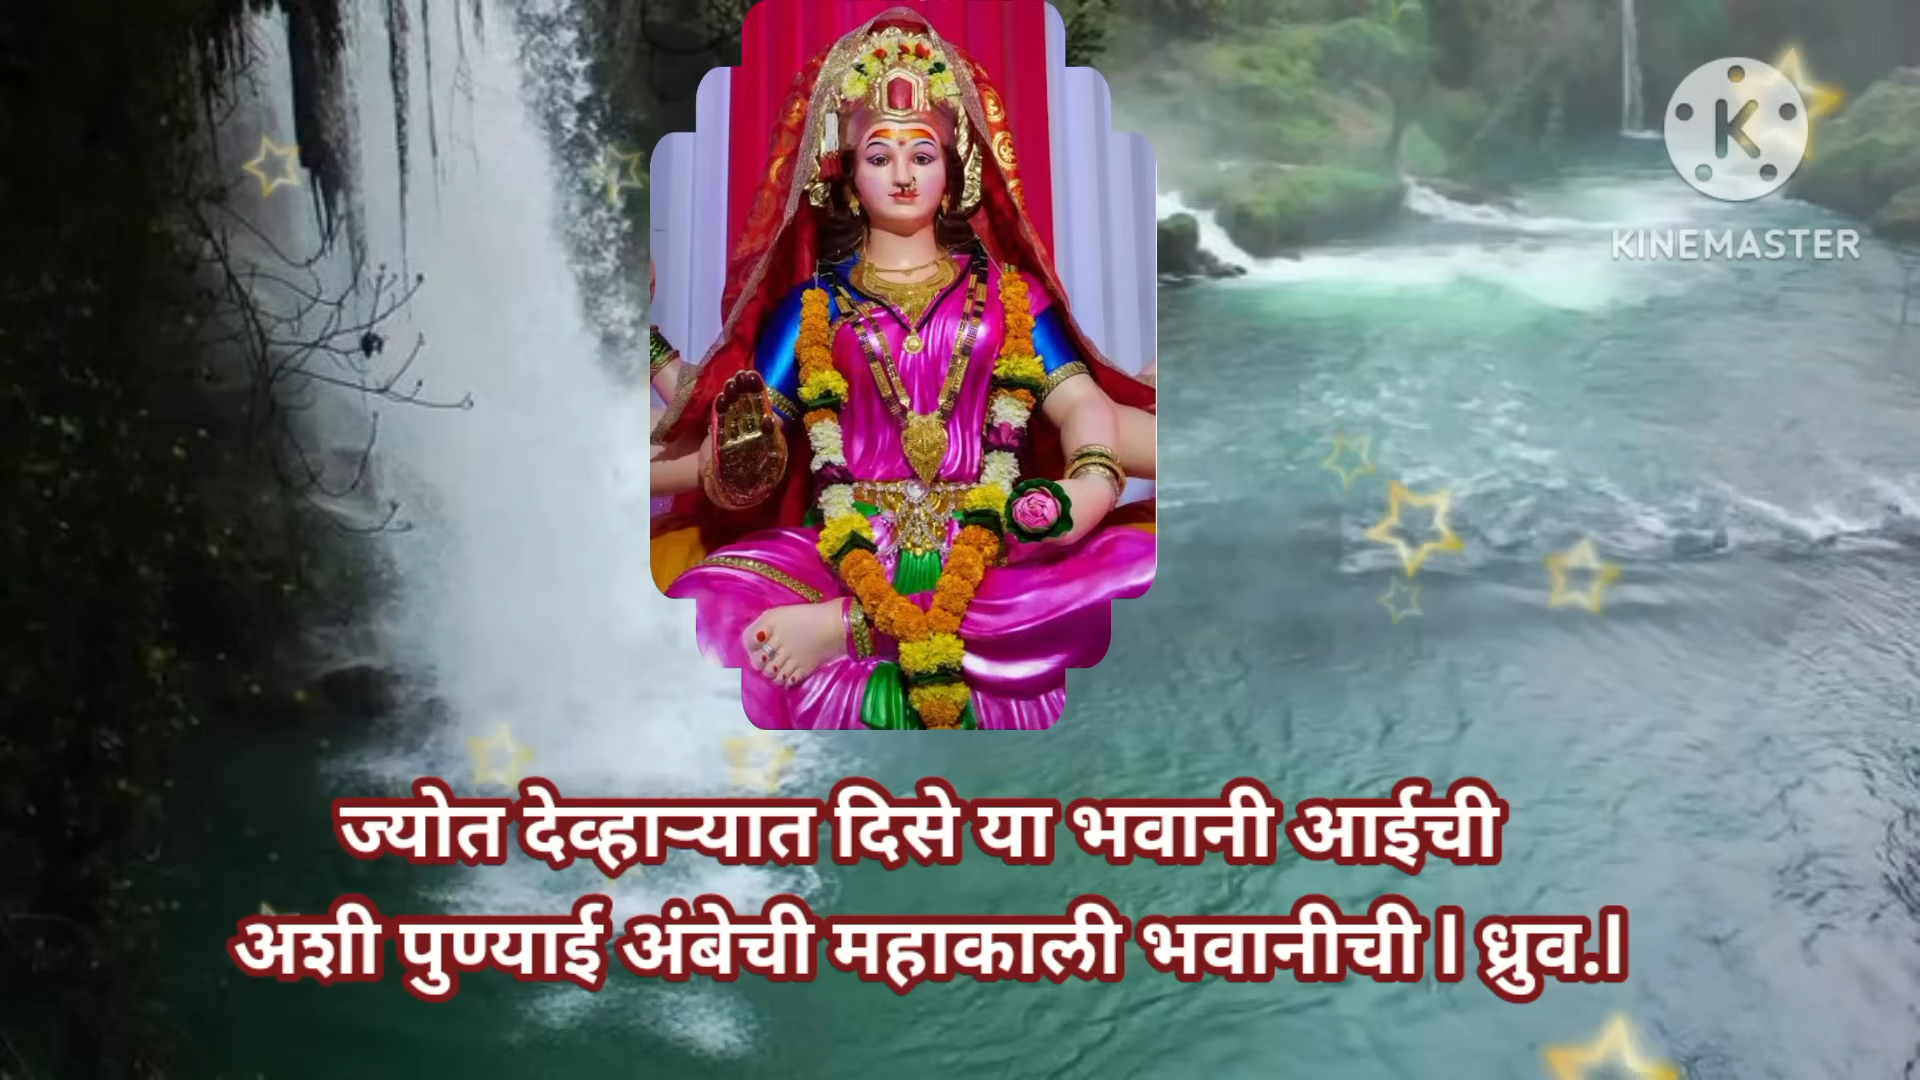 K
KINEMASTER
ज्योत देव्हाऱ्यात दिसे या भवानी आईची
अशी पुण्याई अंबेची महाकाली भवानीची । ध्रुव.।